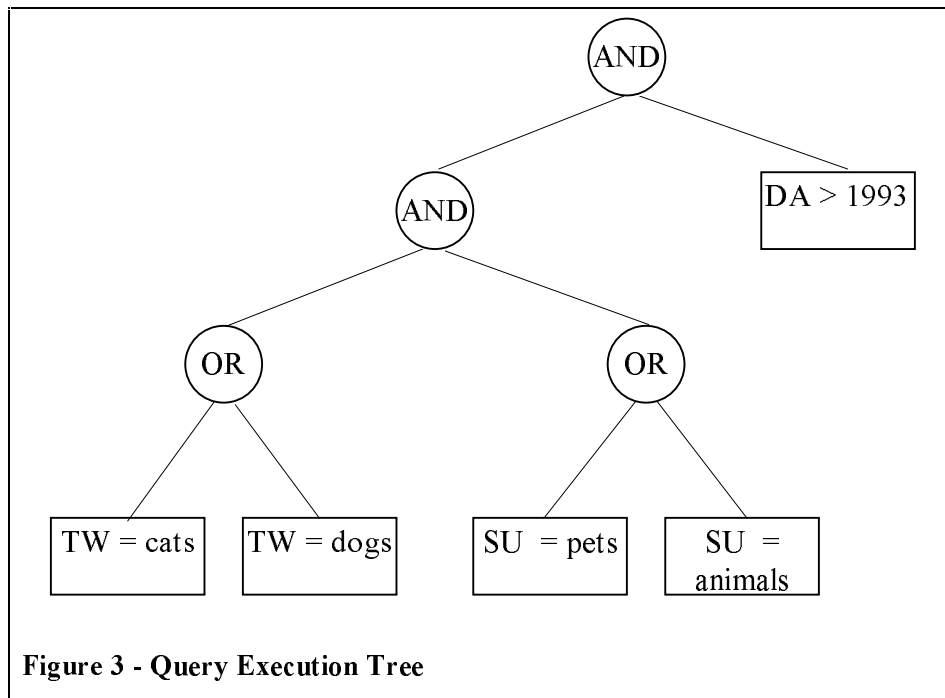 AND
AND
DA > 1993
OR
OR
TW = cats
TW = dogs
SU = pets
SU =
animals
Figure 3 - Query Execution Tree